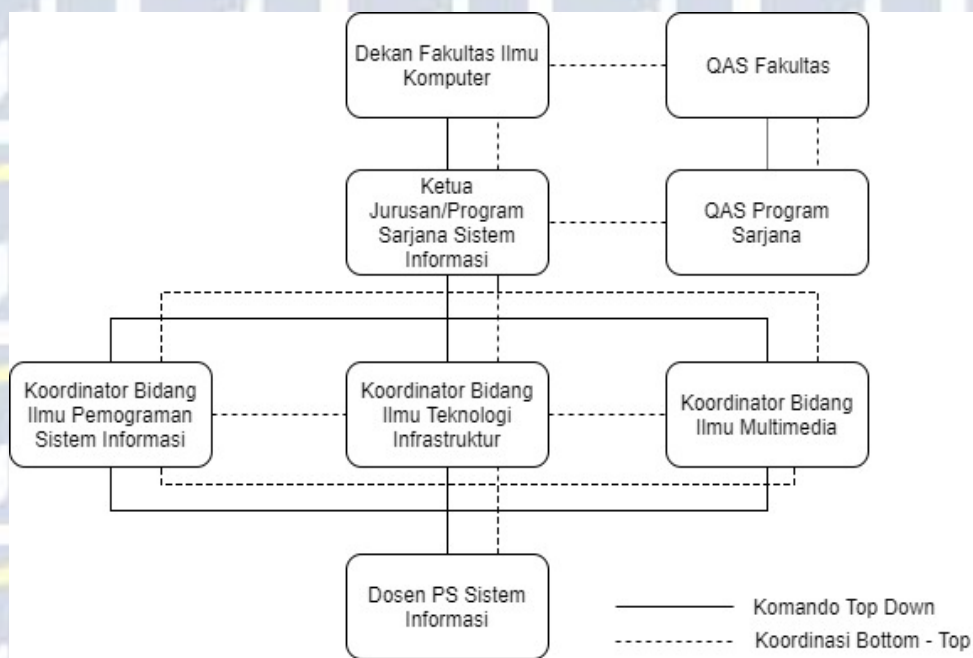 Dekan Fakultas Ilmu
Komputer
QAS Fakultas
Ketua
Jurusan/Program
Sarjana Sistem
Informasi
QAS Program
Sarjana
Koordinator Bidang
Ilmu Pemograman
Sistem Informasi
Koordinator Bidang
Ilmu Teknologi
Infrastruktur
Koordinator Bidang
Ilmu Multimedia
Dosen PS Sistem
Informasi
Komando Top Down
Koordinasi Bottom - Top